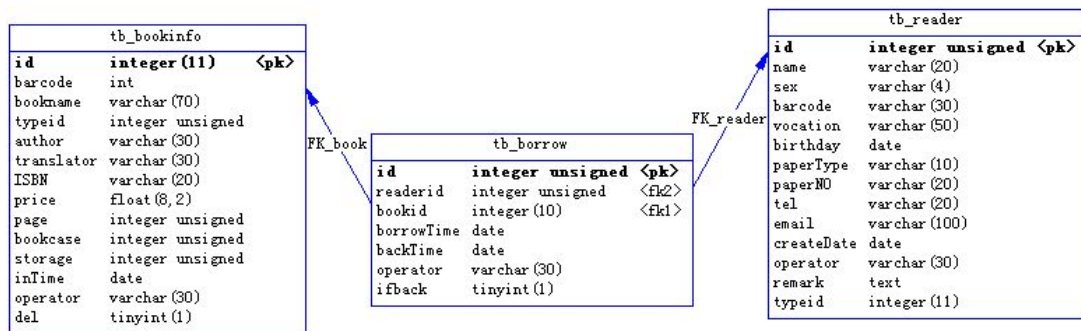 tb_bookinfo
id integer(11) <pk>
barcode int
bookname varchar(70)
typeid integer unsigned
author varchar(30)
translator varchar(30)
ISBN varchar(20)
price float(8,2)
page integer unsigned
bookcase integer unsigned
storage integer unsigned
inTime date
operator varchar(30)
del tinyint(1)
FK_book
tb_borrow
id integer unsigned <pk>
readerid integer unsigned <fk2>
bookid integer(10) <fk1>
borrowTime date
backTime date
operator varchar(30)
ifback tinyint(1)
FK_reader
tb_reader
id integer unsigned <pk>
name varchar(20)
sex varchar(4)
barcode varchar(30)
vocation varchar(50)
birthday date
paperType varchar(10)
paperNO varchar(20)
tel varchar(20)
email varchar(100)
createDate date
operator varchar(30)
remark text
typeid integer(11)